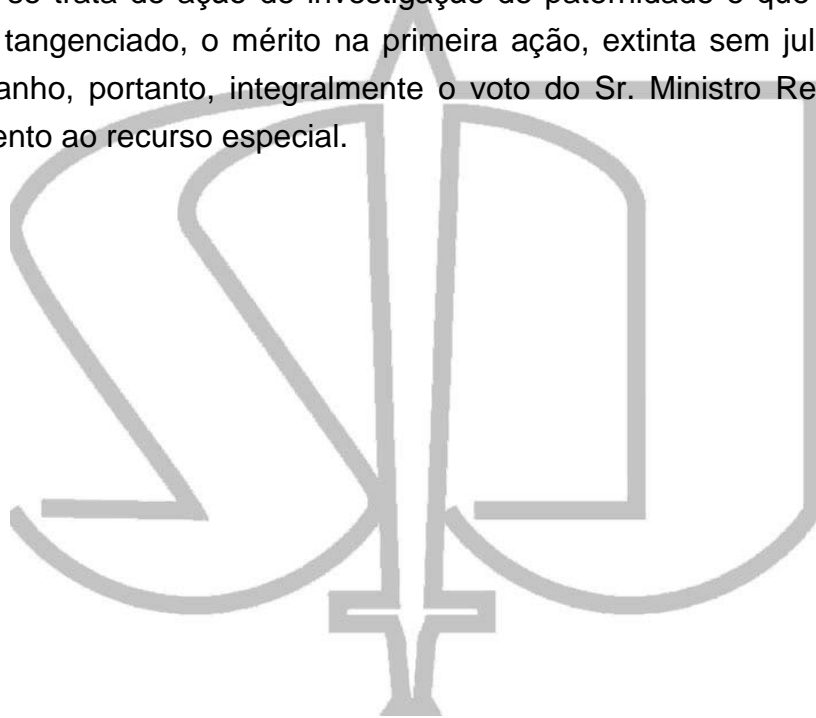 se trata de ação de investigação de paternidade e que
tangenciado, o mérito na primeira ação, extinta sem jul
anho, portanto, integralmente o voto do Sr. Ministro Re
ento ao recurso especial.